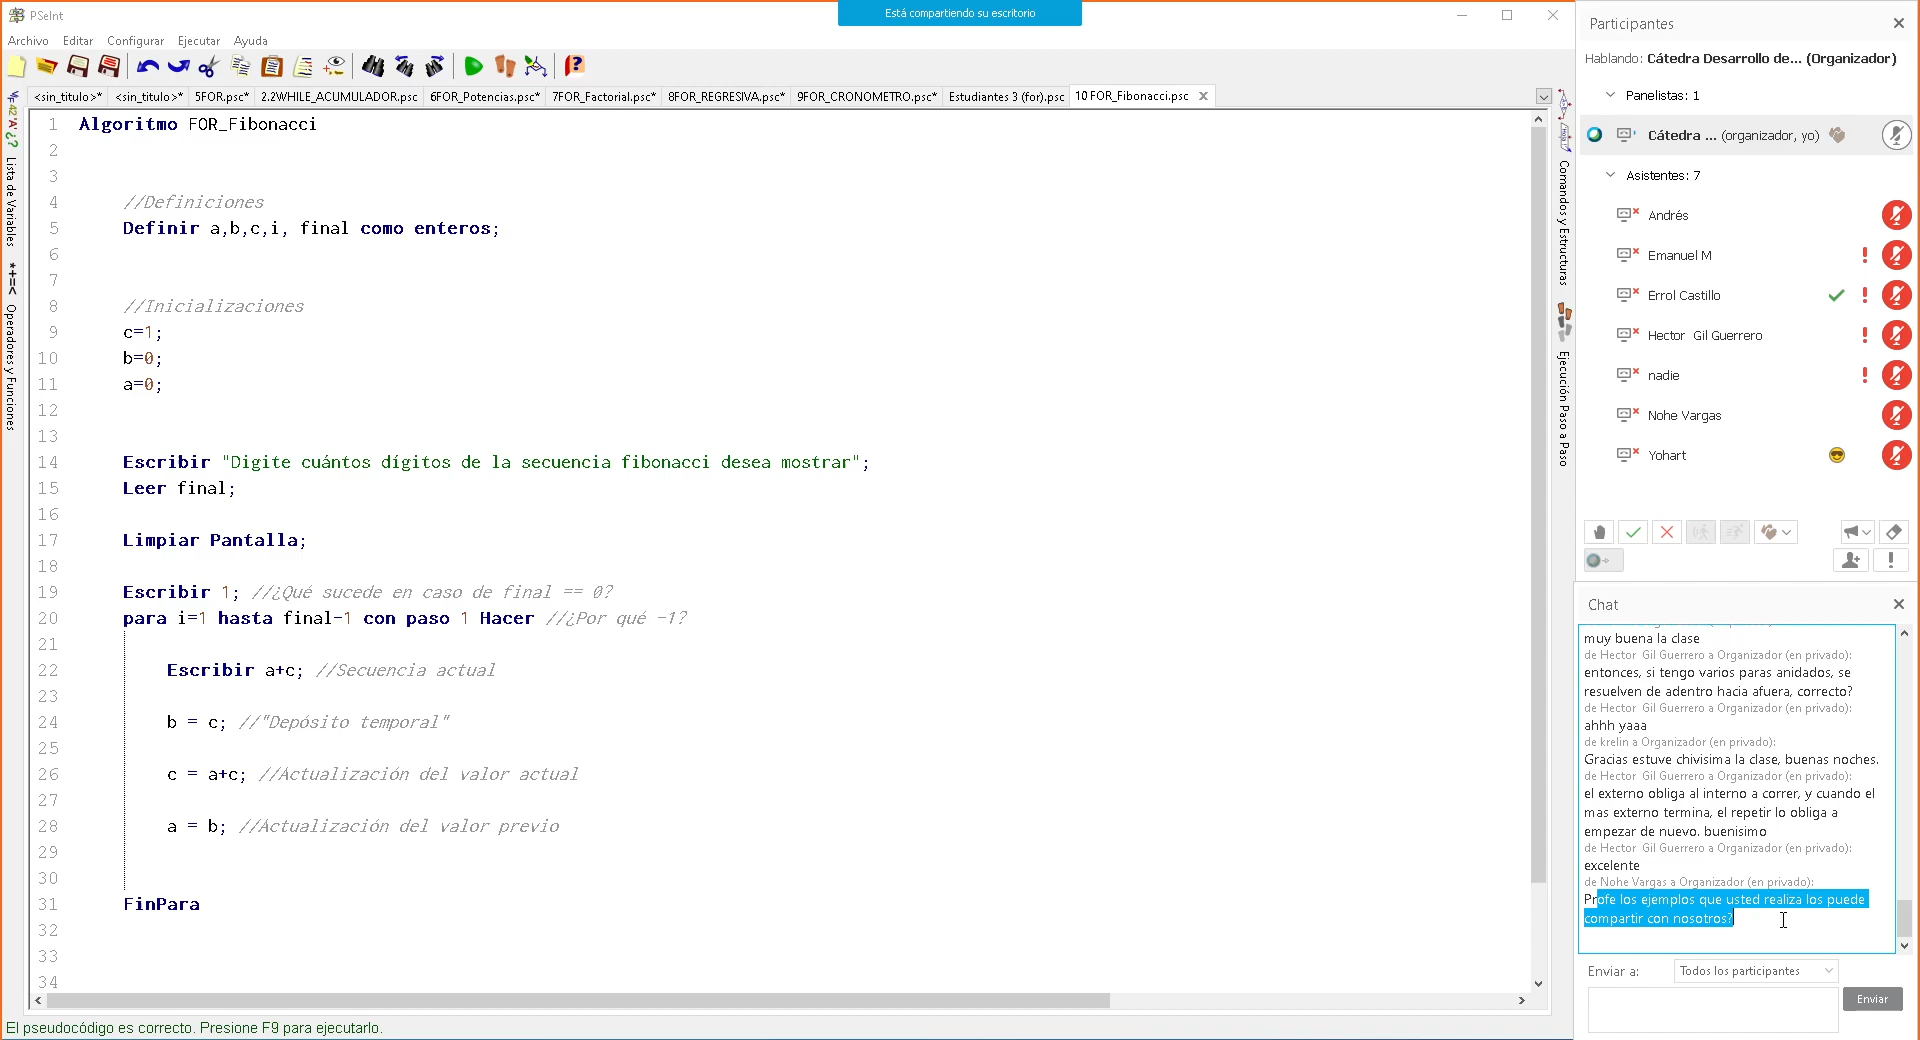 PSeInt
Está compartiendo su escritorio
Archivo Editar Configurar Ejecutar Ayuda
<sin_titulo>* <sin_titulo>* 5FOR.psc* 2.2WHILE_ACUMULADOR.psc 6FOR_Potencias.psc* 7FOR_Factorial.psc* 8FOR_REGRESIVA.psc* 9FOR_CRONOMETRO.psc* Estudiantes 3 (for).psc 10 FOR_Fibonacci.psc
Lista de Variables
*+=< Operadores y Funciones
1 Algoritmo FOR_Fibonacci
2
3
4 //Definiciones
5 Definir a,b,c,i, final como enteros;
6
7
8 //Inicializaciones
9 c=1;
10 b=0;
11 a=0;
12
13
14 Escribir "Digite cuántos dígitos de la secuencia fibonacci desea mostrar";
15 Leer final;
16
17 Limpiar Pantalla;
18
19 Escribir 1; //¿Qué sucede en caso de final == 0?
20 para i=1 hasta final-1 con paso 1 Hacer //¿Por qué -1?
21
22 Escribir a+c; //Secuencia actual
23
24 b = c; //"Depósito temporal"
25
26 c = a+c; //Actualización del valor actual
27
28 a = b; //Actualización del valor previo
29
30
31 FinPara
32
33
34
El pseudocódigo es correcto. Presione F9 para ejecutarlo.
Comandos y Estructuras
Ejecución Paso a Paso
Participantes
Hablando: Cátedra Desarrollo de... (Organizador)
Panelistas: 1
Cátedra ... (organizador, yo)
Asistentes: 7
Andrés
Emanuel M
Errol Castillo
Hector Gil Guerrero
nadie
Nohe Vargas
Yohart
Chat
muy buena la clase
de Hector Gil Guerrero a Organizador (en privado):
entonces, si tengo varios paras anidados, se
resuelven de adentro hacia afuera, correcto?
de Hector Gil Guerrero a Organizador (en privado):
ahhh yaaa
de krelin a Organizador (en privado):
Gracias estuve chivisima la clase, buenas noches.
de Hector Gil Guerrero a Organizador (en privado):
el externo obliga al interno a correr, y cuando el
mas externo termina, el repetir lo obliga a
empezar de nuevo. buenisimo
de Hector Gil Guerrero a Organizador (en privado):
excelente
de Nohe Vargas a Organizador (en privado):
Profe los ejemplos que usted realiza los puede
compartir con nosotros?
Enviar a: Todos los participantes
Enviar